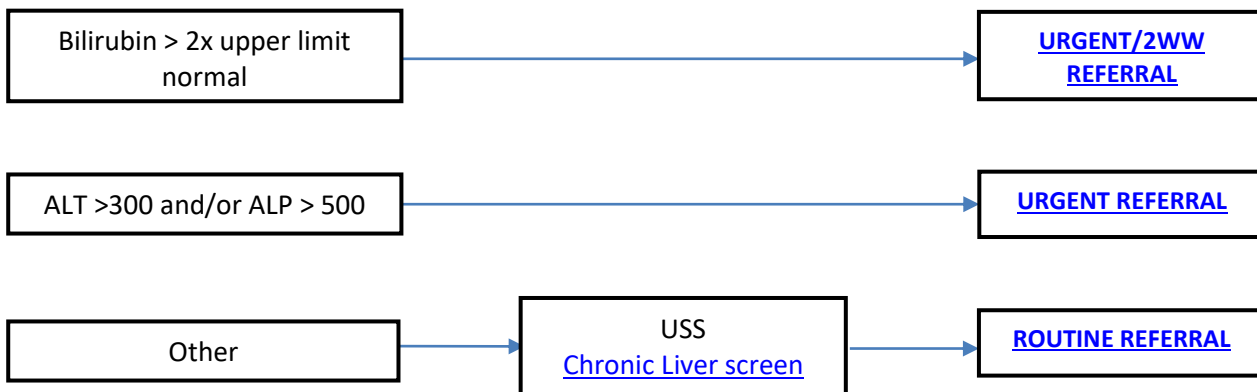 Bilirubin > 2x upper limit
normal
URGENT/2WW
REFERRAL
ALT >300 and/or ALP > 500
URGENT REFERRAL
Other
USS
Chronic Liver screen
ROUTINE REFERRAL